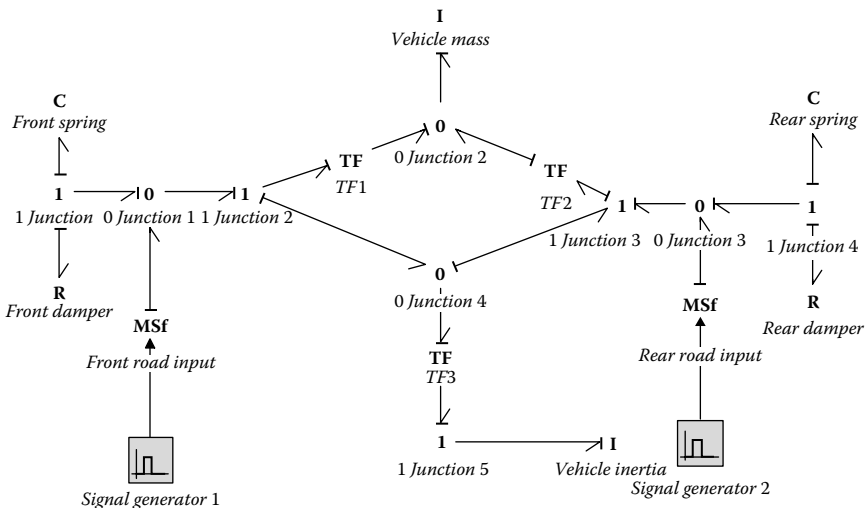 I
Vehicle mass
C
Front spring
C
Rear spring
0
0 Junction 2
TF
TF1
TF
TF2
1
0
1
1 Junction
0 Junction 1
1 Junction 2
1
0
1
1 Junction 3
0 Junction 3
1 Junction 4
0
0 Junction 4
R
Front damper
MSf
Front road input
MSf
Rear road input
R
Rear damper
TF
TF3
1
1 Junction 5
I
Vehicle inertia
Signal generator 1
Signal generator 2